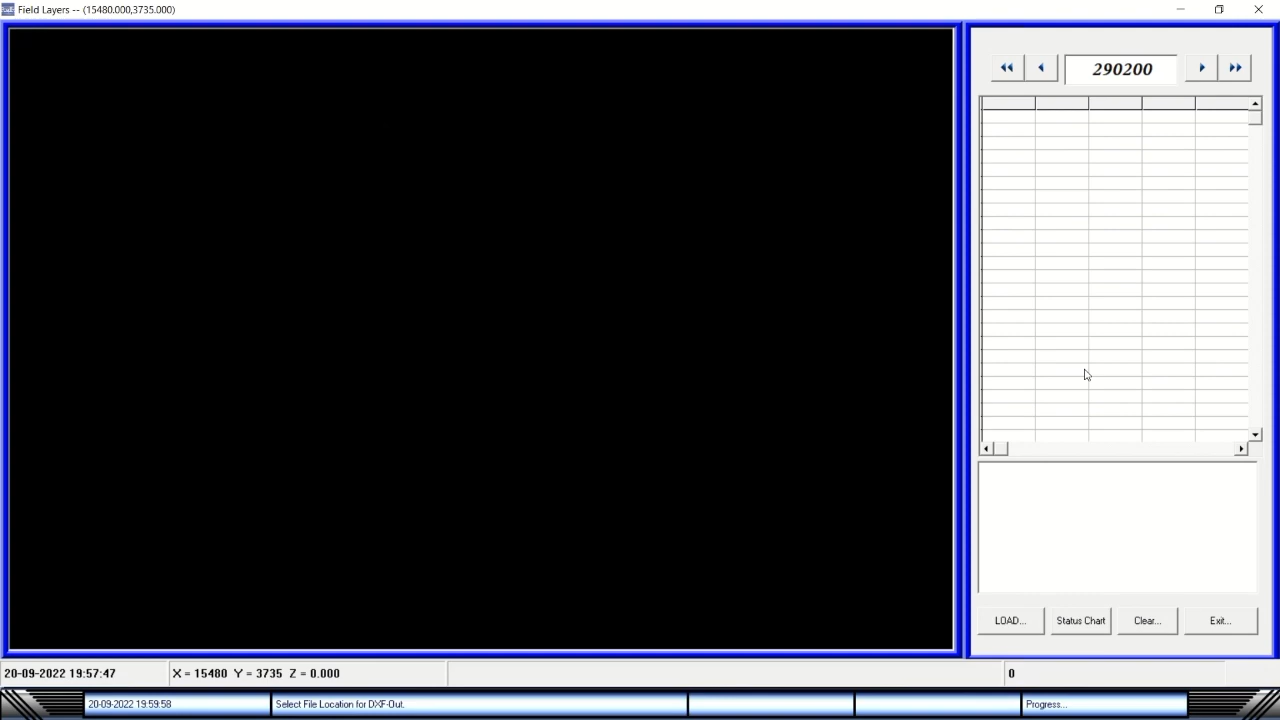 Field Layers -- (15480.000,3735.000)
290200
LOAD...
Status Chart
Clear...
Exit...
20-09-2022 19:57:47
X = 15480 Y = 3735 Z = 0.000
0
20-09-2022 19:59:58
Select File Location for DXF-Out.
Progress...